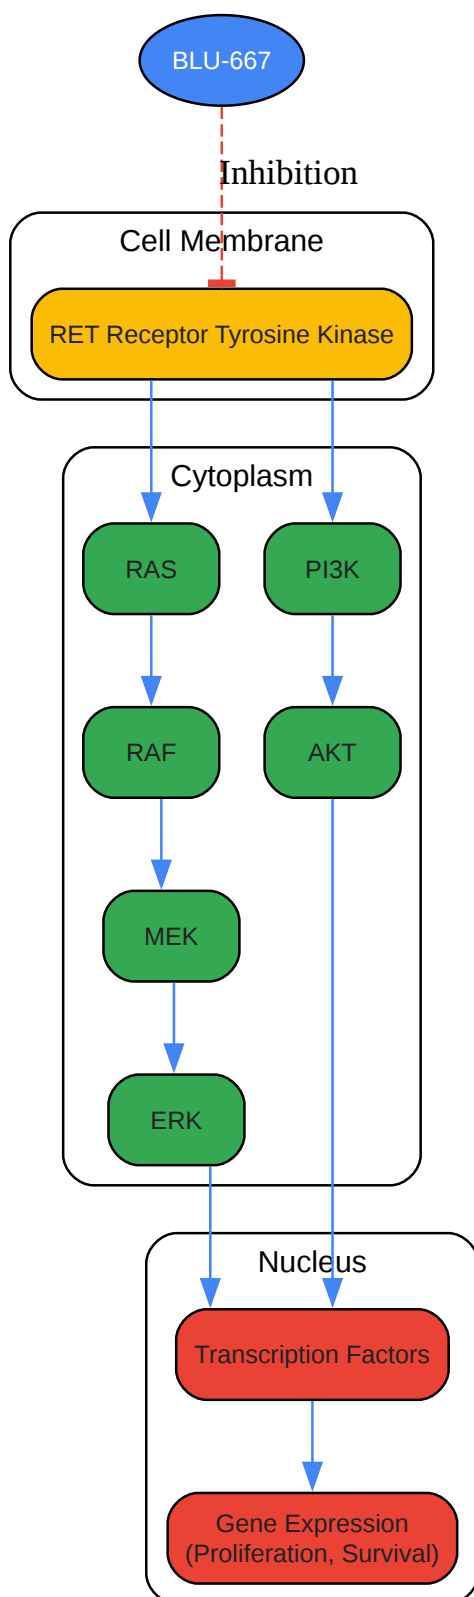 BLU-667
Inhibition
Cell Membrane
RET Receptor Tyrosine Kinase
Cytoplasm
RAS
PI3K
RAF
AKT
MEK
ERK
Nucleus
Transcription Factors
Gene Expression
(Proliferation, Survival)